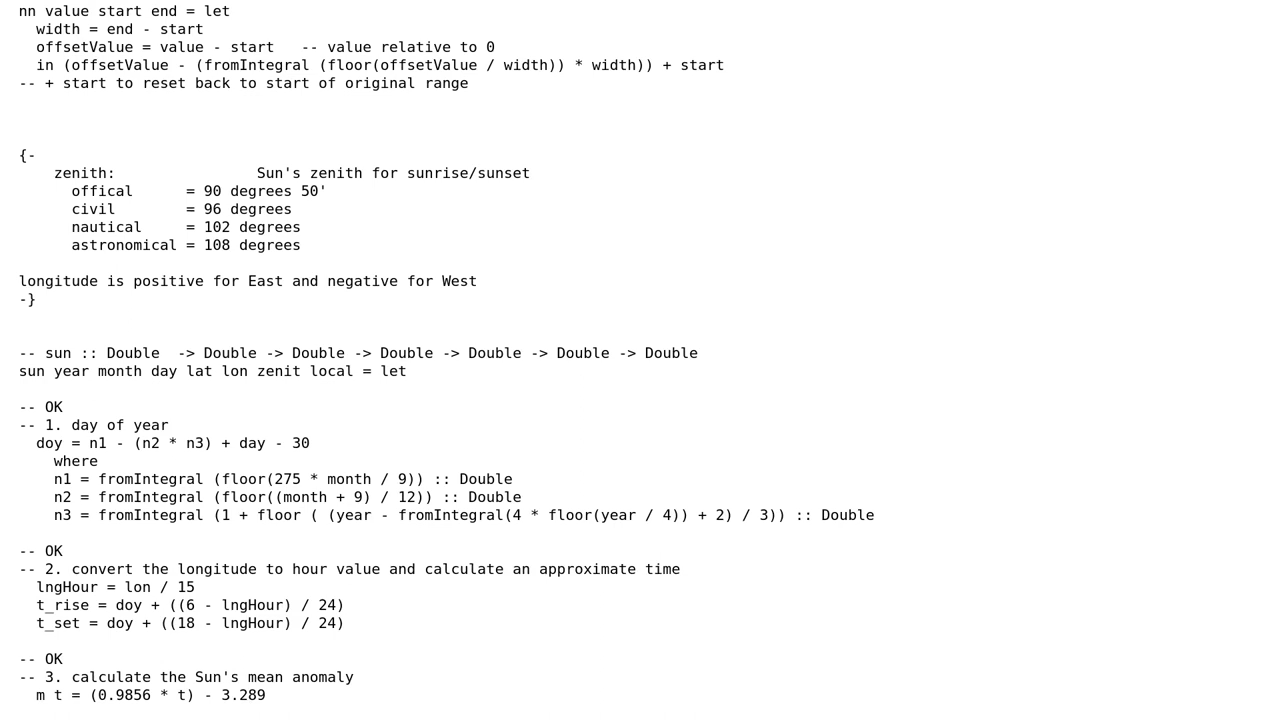 nn value start end = let
  width = end - start
  offsetValue = value - start   -- value relative to 0
  in (offsetValue - (fromIntegral (floor(offsetValue / width)) * width)) + start
-- + start to reset back to start of original range
{-
    zenith:                Sun's zenith for sunrise/sunset
      offical      = 90 degrees 50'
      civil        = 96 degrees
      nautical     = 102 degrees
      astronomical = 108 degrees
longitude is positive for East and negative for West
-}
-- sun :: Double  -> Double -> Double -> Double -> Double -> Double -> Double
sun year month day lat lon zenit local = let
-- OK
-- 1. day of year
  doy = n1 - (n2 * n3) + day - 30
    where
    n1 = fromIntegral (floor(275 * month / 9)) :: Double
    n2 = fromIntegral (floor((month + 9) / 12)) :: Double
    n3 = fromIntegral (1 + floor ( (year - fromIntegral(4 * floor(year / 4)) + 2) / 3)) :: Double
-- OK
-- 2. convert the longitude to hour value and calculate an approximate time
  lngHour = lon / 15
  t_rise = doy + ((6 - lngHour) / 24)
  t_set = doy + ((18 - lngHour) / 24)
-- OK
-- 3. calculate the Sun's mean anomaly
  m t = (0.9856 * t) - 3.289